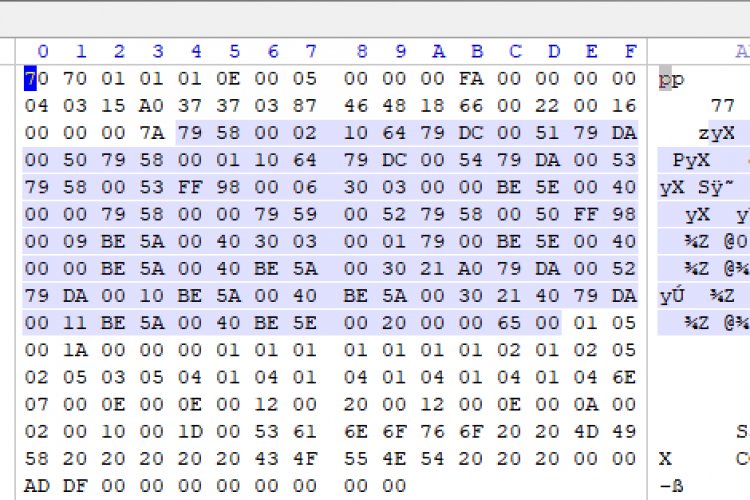 0 1 2 3 4 5 6 7 8 9 A B C D E F
70 70 01 01 01 0E 00 05 00 00 00 FA 00 00 00 00 pp
04 03 15 A0 37 37 03 87 46 48 18 66 00 22 00 16 77
00 00 00 7A 79 58 00 02 10 64 79 DC 00 51 79 DA zyX
00 50 79 58 00 01 10 64 79 DC 00 54 79 DA 00 53 PyX
79 58 00 53 FF 98 00 06 30 03 00 00 BE 5E 00 40 yX Sÿ˜
00 00 79 58 00 00 79 59 00 52 79 58 00 50 FF 98 yX
00 09 BE 5A 00 40 30 03 00 01 79 00 BE 5E 00 40 ¾Z @0
00 00 BE 5A 00 40 BE 5A 00 30 21 A0 79 DA 00 52 ¾Z @¾
79 DA 00 10 BE 5A 00 40 BE 5A 00 30 21 40 79 DA yÚ ¾Z
00 11 BE 5A 00 40 BE 5E 00 20 00 00 65 00 01 05 ¾Z @¾
00 1A 00 00 00 01 01 01 01 01 01 01 02 01 02 05
02 05 03 05 04 01 04 01 04 01 04 01 04 01 04 6E
07 00 0E 00 0E 00 12 00 20 00 12 00 0E 00 0A 00
02 00 10 00 1D 00 53 61 6E 6F 76 6F 20 20 4D 49 S
58 20 20 20 20 20 43 4F 55 4E 54 20 20 20 00 00 X
AD DF 00 00 00 00 00 00 00 00 -ß